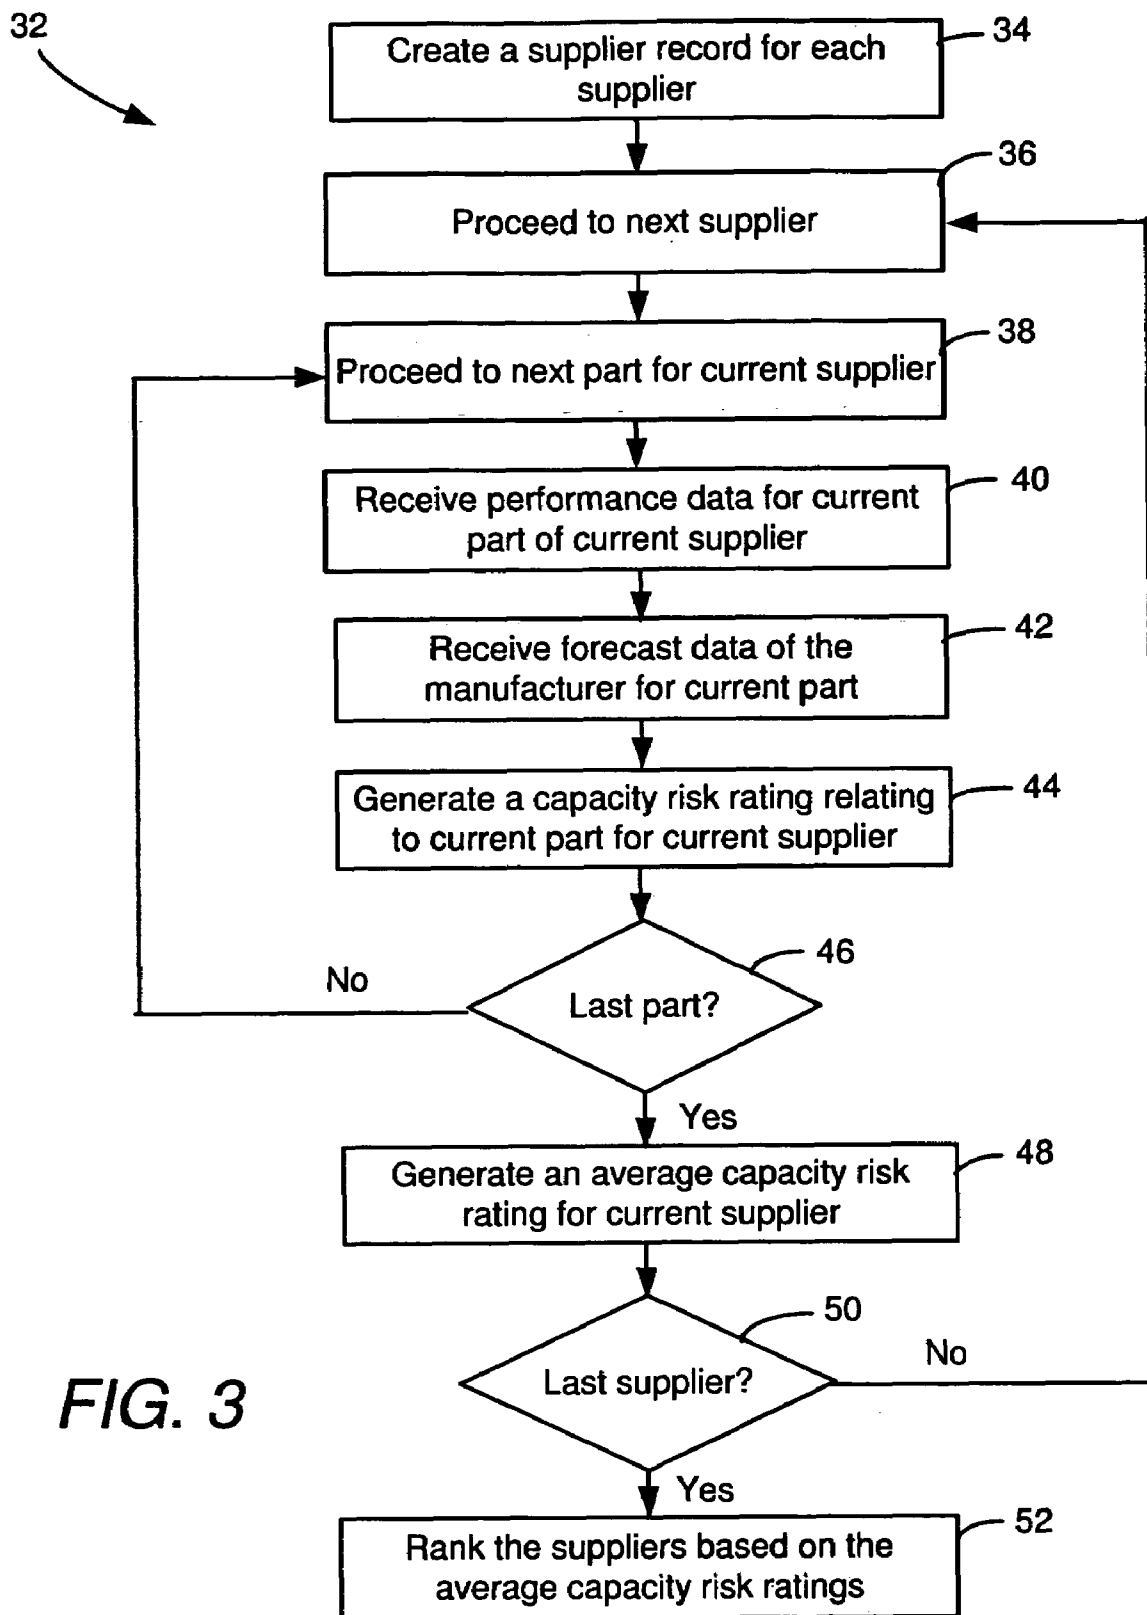 32
34
Create a supplier record for each
supplier
36
Proceed to next supplier
38
Proceed to next part for current supplier
40
Receive performance data for current
part of current supplier
42
Receive forecast data of the
manufacturer for current part
44
Generate a capacity risk rating relating
to current part for current supplier
46
No
Last part?
Yes
48
Generate an average capacity risk
rating for current supplier
50
No
Last supplier?
FIG. 3
Yes
52
Rank the suppliers based on the
average capacity risk ratings